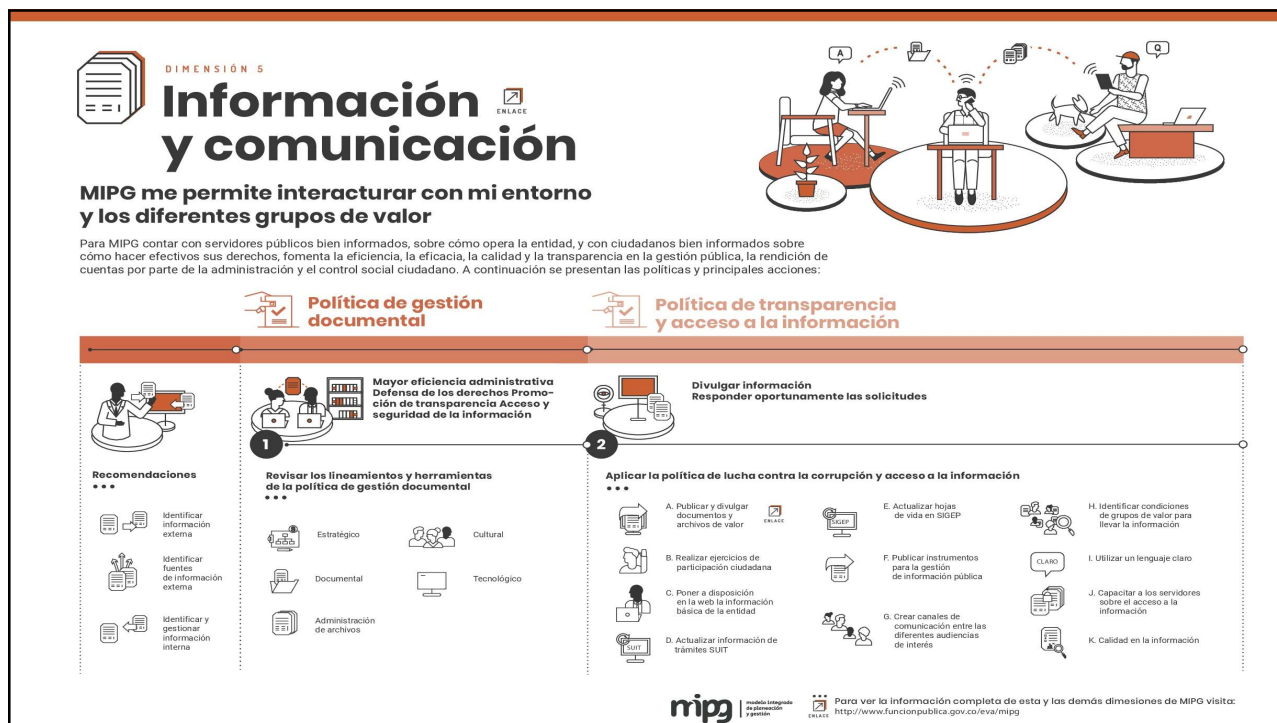 DIMENSIÓN 5
Información
y comunicación
ENLACE
A
Q
MIPG me permite interacturar con mi entorno
y los diferentes grupos de valor
Para MIPG contar con servidores públicos bien informados, sobre cómo opera la entidad, y con ciudadanos bien informados sobre
cómo hacer efectivos sus derechos, fomenta la eficiencia, la eficacia, la calidad y la transparencia en la gestión pública, la rendición de
cuentas por parte de la administración y el control social ciudadano. A continuación se presentan las políticas y principales acciones:
Política de gestión
documental
Política de transparencia
y acceso a la información
Mayor eficiencia administrativa
Defensa de los derechos Promo-
ción de transparencia Acceso y
seguridad de la información
Divulgar información
Responder oportunamente las solicitudes
1
2
Recomendaciones
Identificar
información
externa
Identificar
fuentes
de información
externa
Identificar y
gestionar
información
interna
Revisar los lineamientos y herramientas
de la política de gestión documental
Estratégico
Cultural
Documental
Tecnológico
Administración
de archivos
Aplicar la política de lucha contra la corrupción y acceso a la información
A. Publicar y divulgar
documentos y
archivos de valor
ENLACE
B. Realizar ejercicios de
participación ciudadana
C. Poner a disposición
en la web la información
básica de la entidad
SUIT
D. Actualizar información de
trámites SUIT
SIGEP
E. Actualizar hojas
de vida en SIGEP
F. Publicar instrumentos
para la gestión
de información pública
G. Crear canales de
comunicación entre las
diferentes audiencias
de interés
H. Identificar condiciones
de grupos de valor para
llevar la información
CLARO
I. Utilizar un lenguaje claro
J. Capacitar a los servidores
sobre el acceso a la
información
K. Calidad en la información
mipg
modelo integrado
de planeación
y gestión
ENLACE
Para ver la información completa de esta y las demás dimesiones de MIPG visita:
http://www.funcionpublica.gov.co/eva/mipg